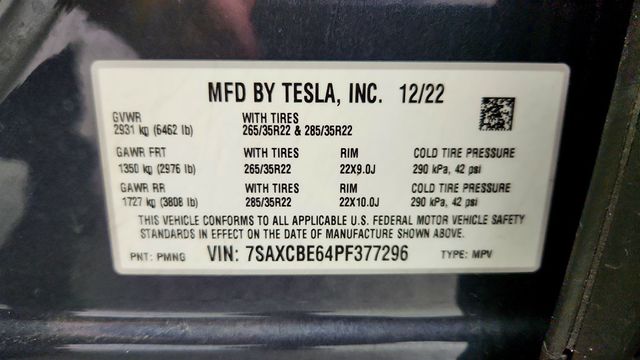 MFD BY TESLA, INC. 12/22
GVWR WITH TIRES
2931 kg (6462 lb) 265/35R22 & 285/35R22
GAWR FRT WITH TIRES RIM COLD TIRE PRESSURE
1350 kg (2976 lb) 265/35R22 22X9.0J 290 kPa, 42 psi
GAWR RR WITH TIRES RIM COLD TIRE PRESSURE
1727 kg (3808 lb) 285/35R22 22X10.0J 290 kPa, 42 psi
THIS VEHICLE CONFORMS TO ALL APPLICABLE U.S. FEDERAL MOTOR VEHICLE SAFETY
STANDARDS IN EFFECT ON THE DATE OF MANUFACTURE SHOWN ABOVE.
PNT: PMNG VIN: 7SAXCBE64PF377296 TYPE: MPV